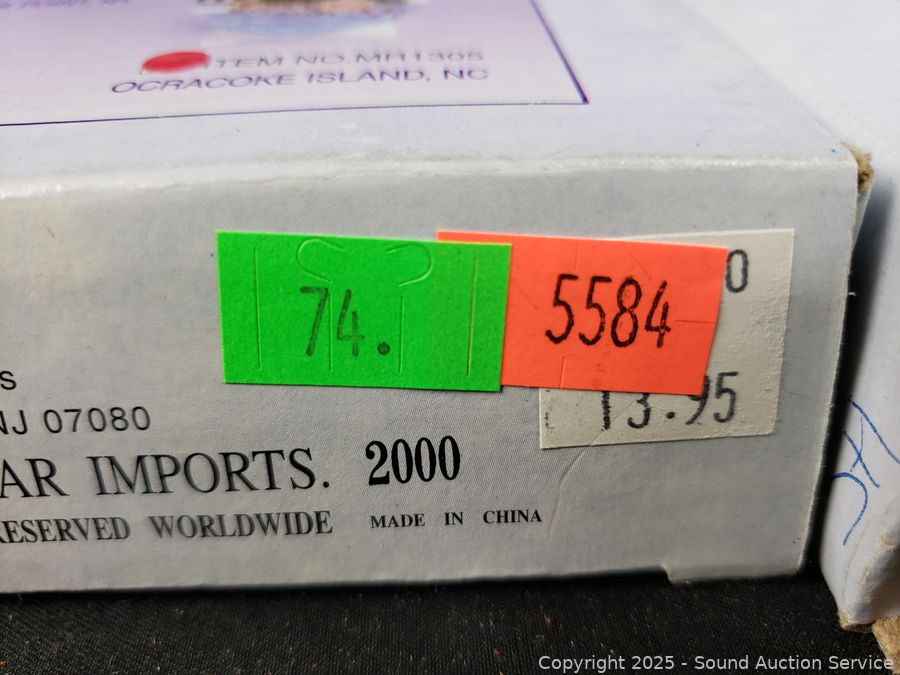 ITEM NO.MR1305
OCRACOKE ISLAND, NC
74.
5584
0
13.95
S
NJ 07080
AR IMPORTS. 2000
RESERVED WORLDWIDE MADE IN CHINA
Copyright 2025 - Sound Auction Service